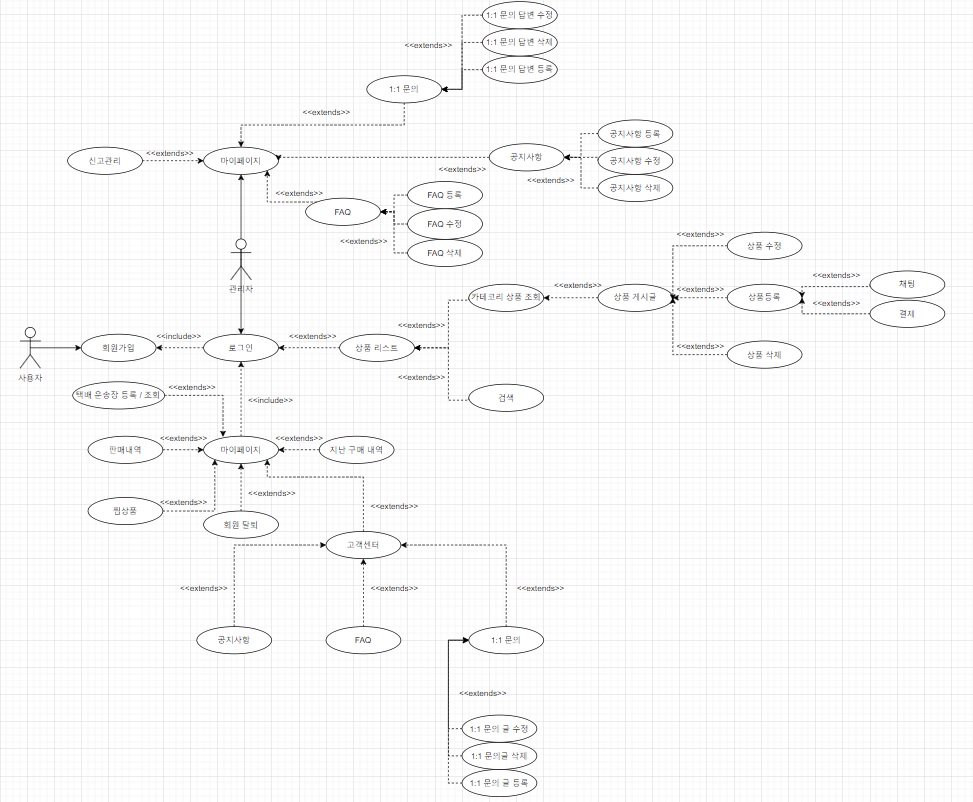 1:1 문의 답변 수정
<<extends>>
1:1 문의 답변 삭제
1:1 문의 답변 등록
1:1 문의
<<extends>>
공지사항 등록
신고관리
<<extends>>
마이페이지
공지사항
공지사항 수정
<<extends>>
<<extends>>
공지사항 삭제
<<extends>>
FAQ 등록
FAQ
FAQ 수정
<<extends>>
FAQ 삭제
관리자
<<extends>>
상품 수정
카테고리 상품 조회
<<extends>>
상품 게시글
<<extends>>
상품등록
<<extends>>
채팅
<<extends>>
결제
<<extends>>
상품 삭제
사용자
회원가입
<<include>>
로그인
<<extends>>
상품 리스트
<<extends>>
<<extends>>
검색
택배 운송장 등록 / 조회
<<extends>>
<<include>>
판매내역
<<extends>>
마이페이지
<<extends>>
지난 구매 내역
찜상품
<<extends>>
<<extends>>
회원 탈퇴
<<extends>>
고객센터
<<extends>>
<<extends>>
<<extends>>
공지사항
FAQ
1:1 문의
<<extends>>
1:1 문의 글 수정
1:1 문의글 삭제
1:1 문의 글 등록